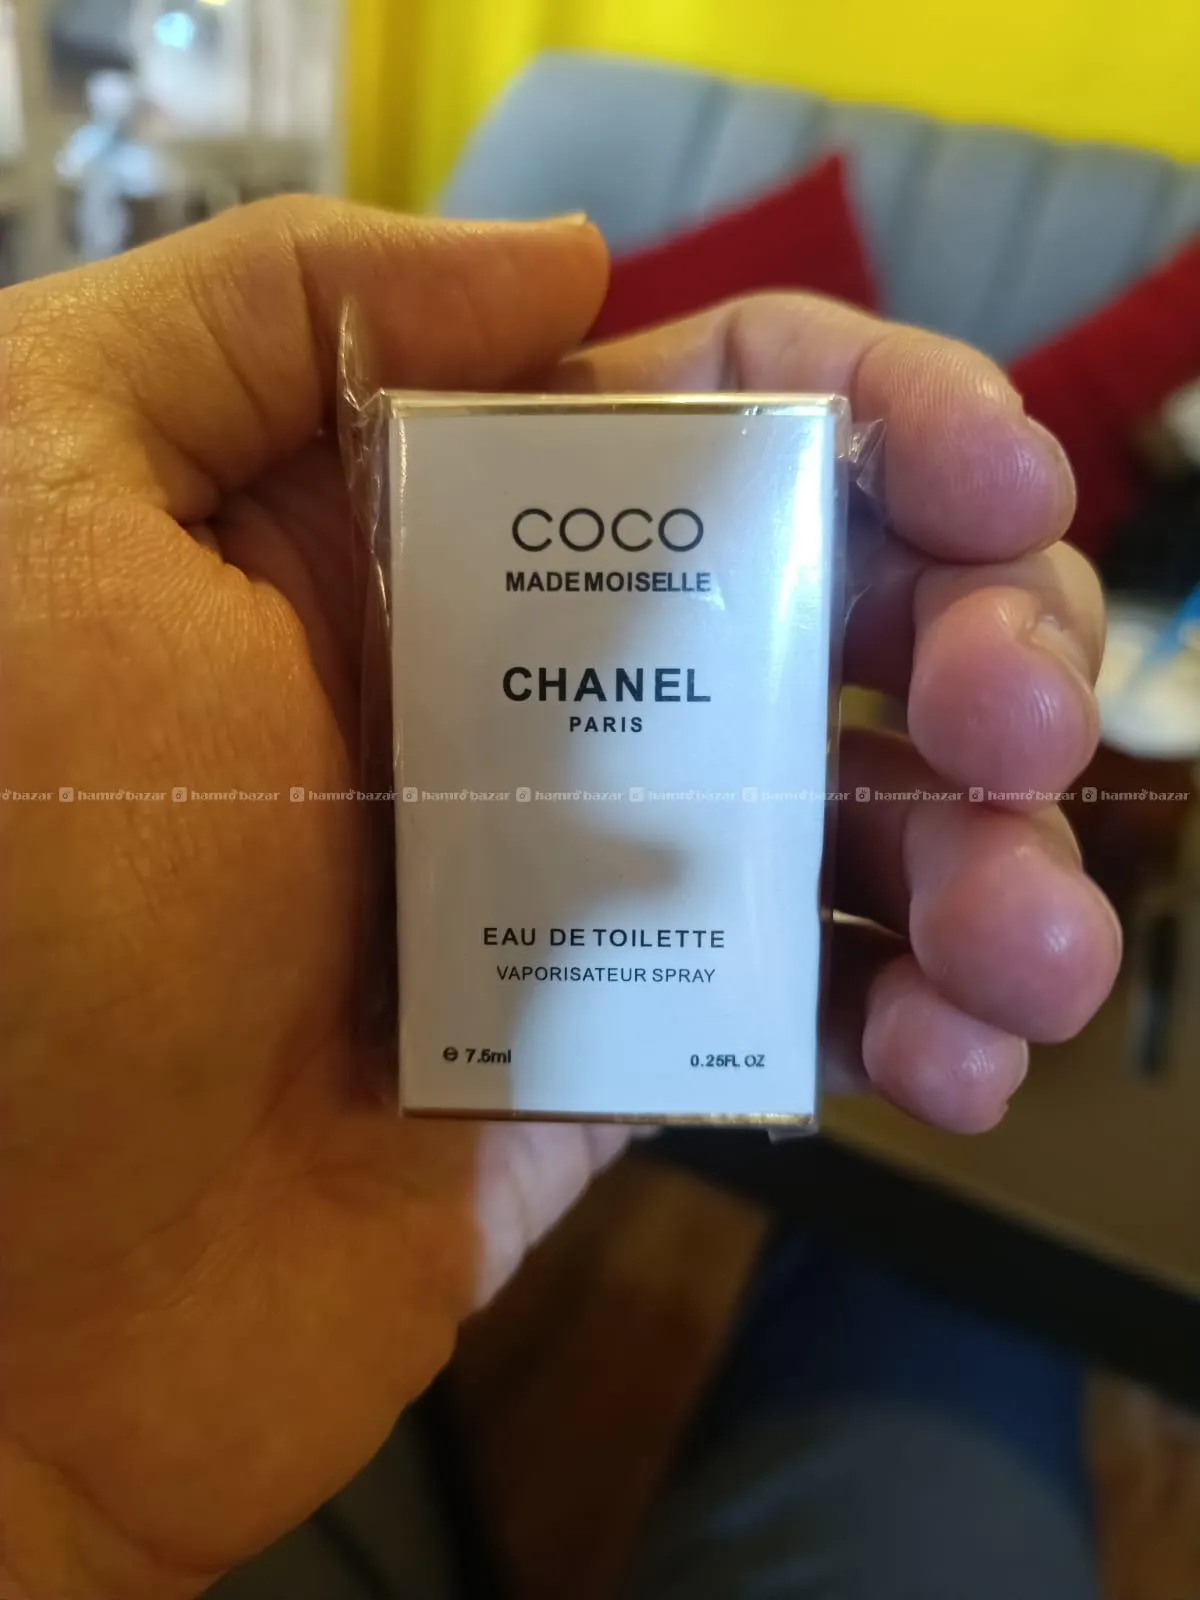 COCO
MADEMOISELLE
CHANEL
PARIS
hamrobazar hamrobazar hamrobazar hamrobazar hamrobazar hamrobazar hamrobazar hamrobazar hamrobazar hamrobazar
EAU DE TOILETTE
VAPORISATEUR SPRAY
℮ 7.5ml 0.25FL OZ